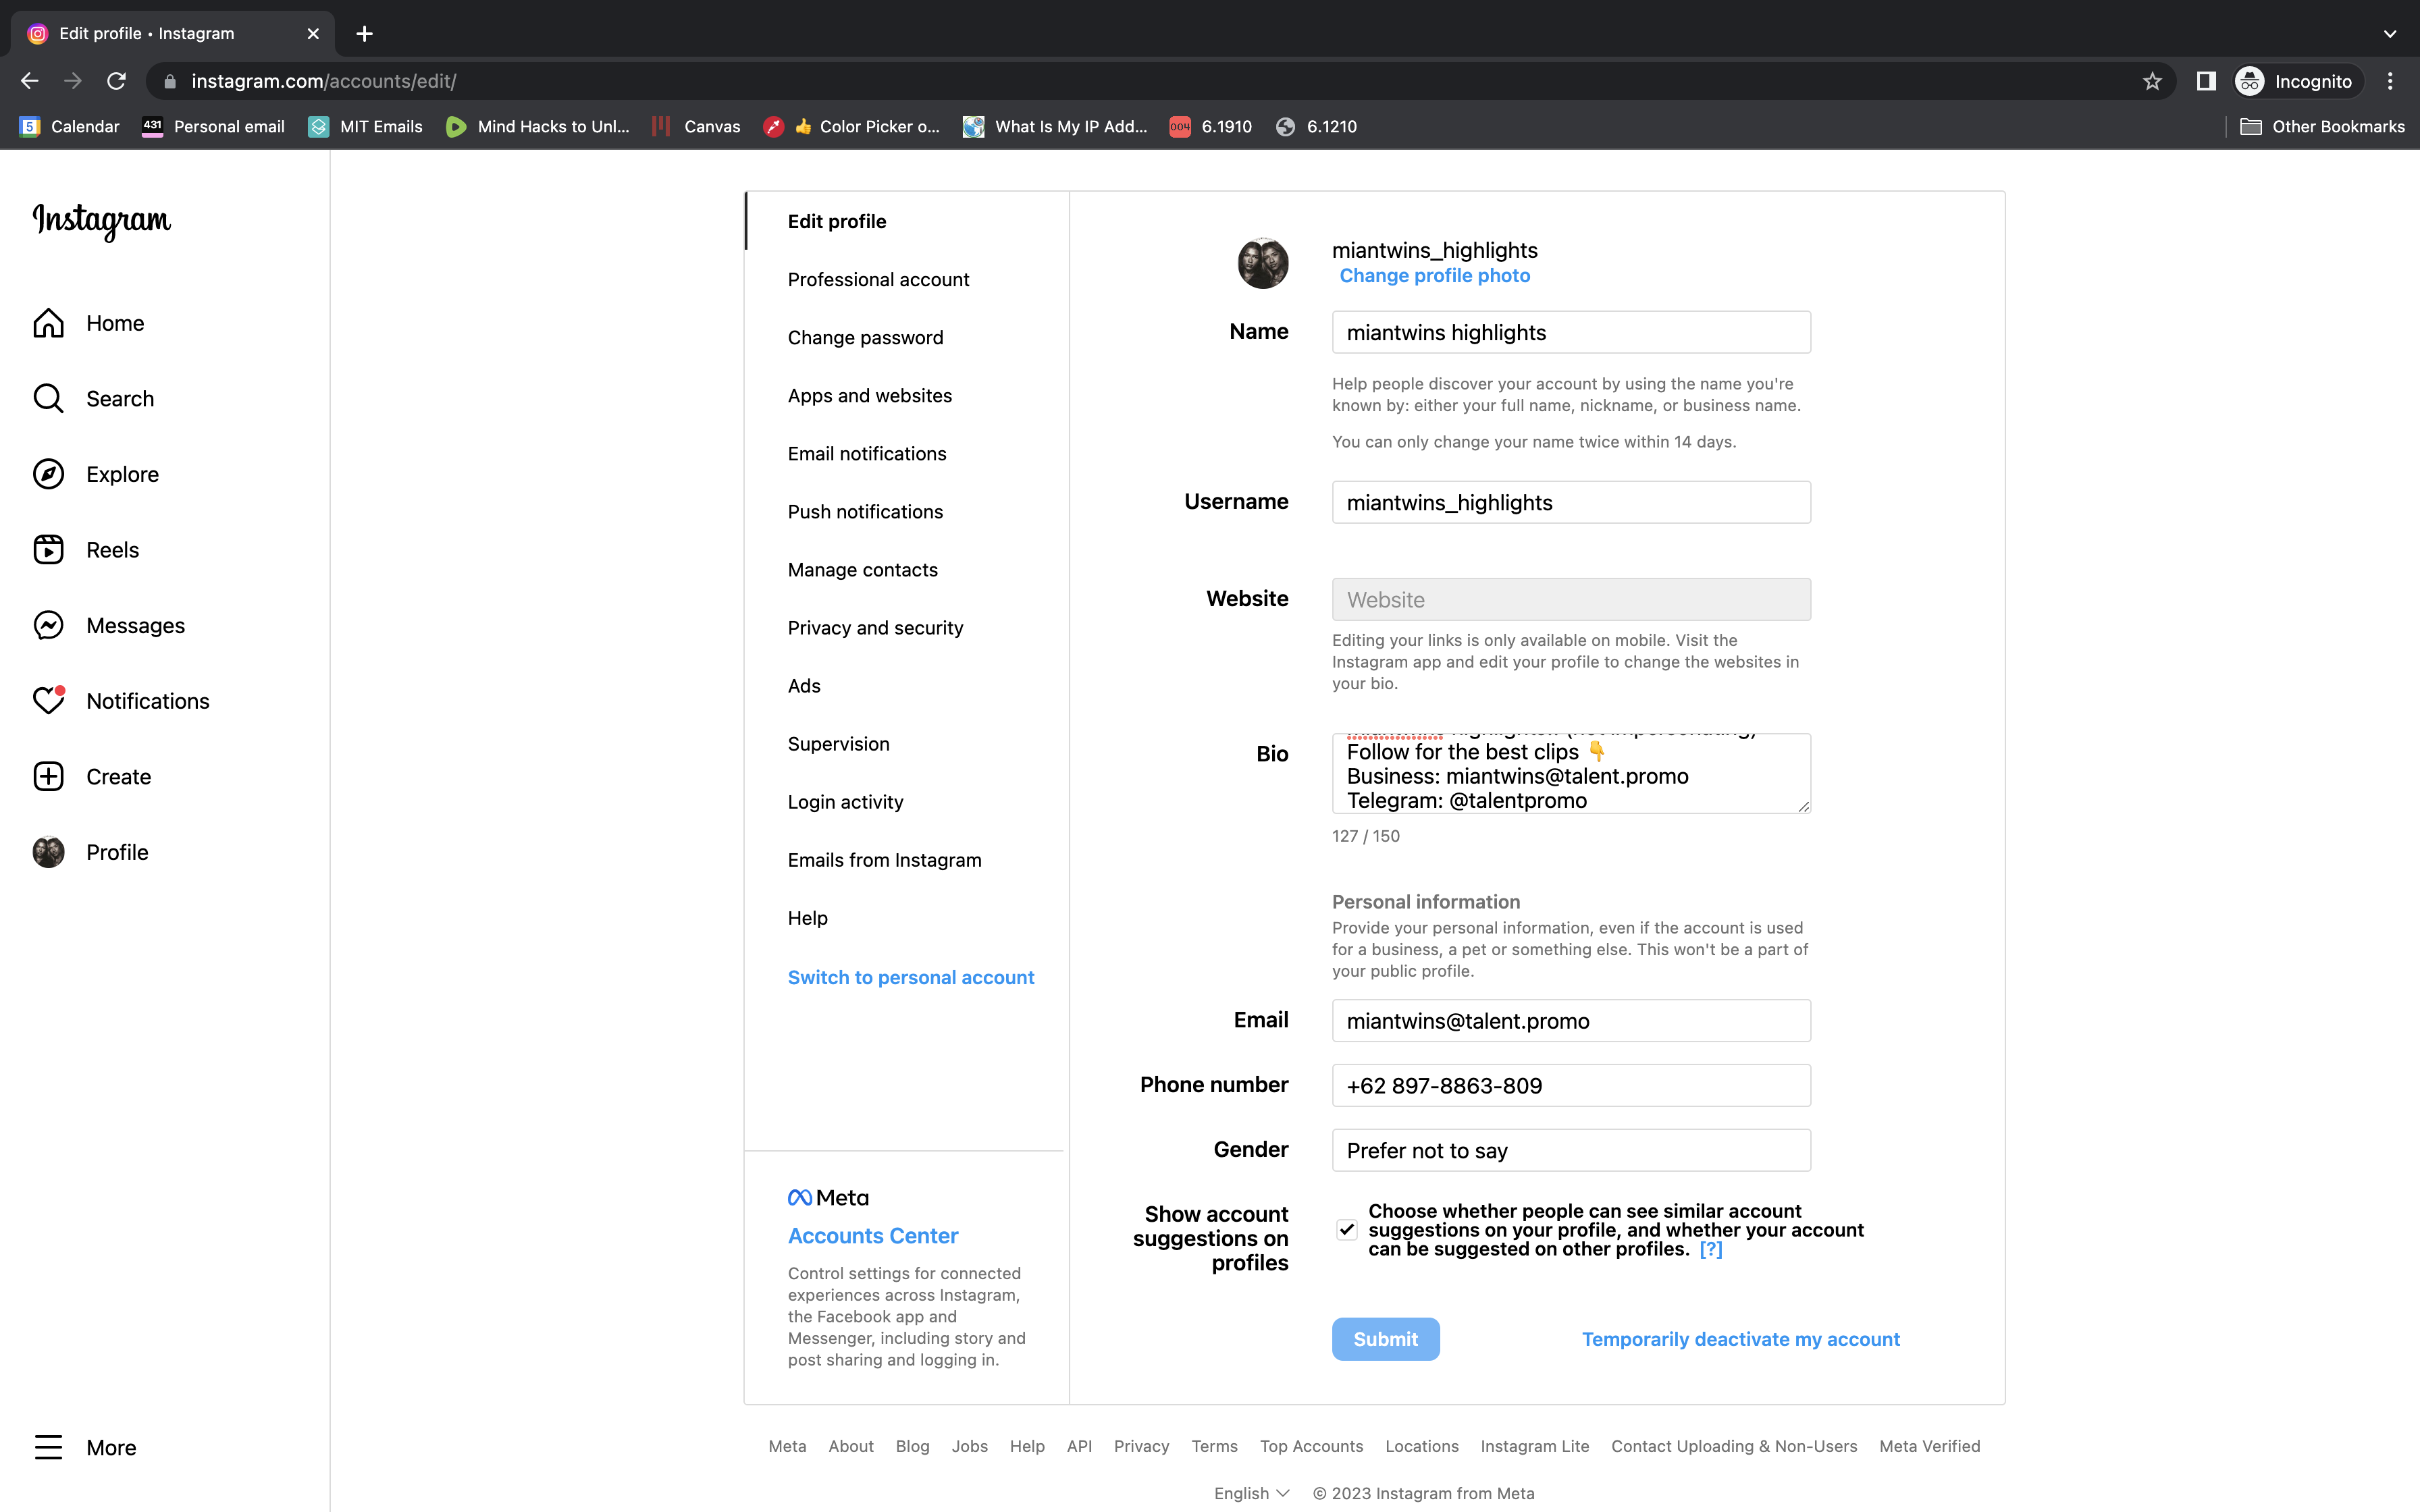 Edit profile • Instagram
instagram.com/accounts/edit/
Incognito
5 Calendar
431 Personal email
MIT Emails
Mind Hacks to Unl...
Canvas
👍 Color Picker o...
What Is My IP Add...
004 6.1910
6.1210
Other Bookmarks
Instagram
Home
Search
Explore
Reels
Messages
Notifications
Create
Profile
More
Edit profile
Professional account
Change password
Apps and websites
Email notifications
Push notifications
Manage contacts
Privacy and security
Ads
Supervision
Login activity
Emails from Instagram
Help
Switch to personal account
Meta
Accounts Center
Control settings for connected
experiences across Instagram,
the Facebook app and
Messenger, including story and
post sharing and logging in.
miantwins_highlights
Change profile photo
Name
miantwins highlights
Help people discover your account by using the name you're
known by: either your full name, nickname, or business name.
You can only change your name twice within 14 days.
Username
miantwins_highlights
Website
Website
Editing your links is only available on mobile. Visit the
Instagram app and edit your profile to change the websites in
your bio.
Bio
Follow for the best clips 👇
Business: miantwins@talent.promo
Telegram: @talentpromo
127 / 150
Personal information
Provide your personal information, even if the account is used
for a business, a pet or something else. This won't be a part of
your public profile.
Email
miantwins@talent.promo
Phone number
+62 897-8863-809
Gender
Prefer not to say
Show account
suggestions on
profiles
Choose whether people can see similar account
suggestions on your profile, and whether your account
can be suggested on other profiles. [?]
Submit
Temporarily deactivate my account
Meta About Blog Jobs Help API Privacy Terms Top Accounts Locations Instagram Lite Contact Uploading & Non-Users Meta Verified
English © 2023 Instagram from Meta